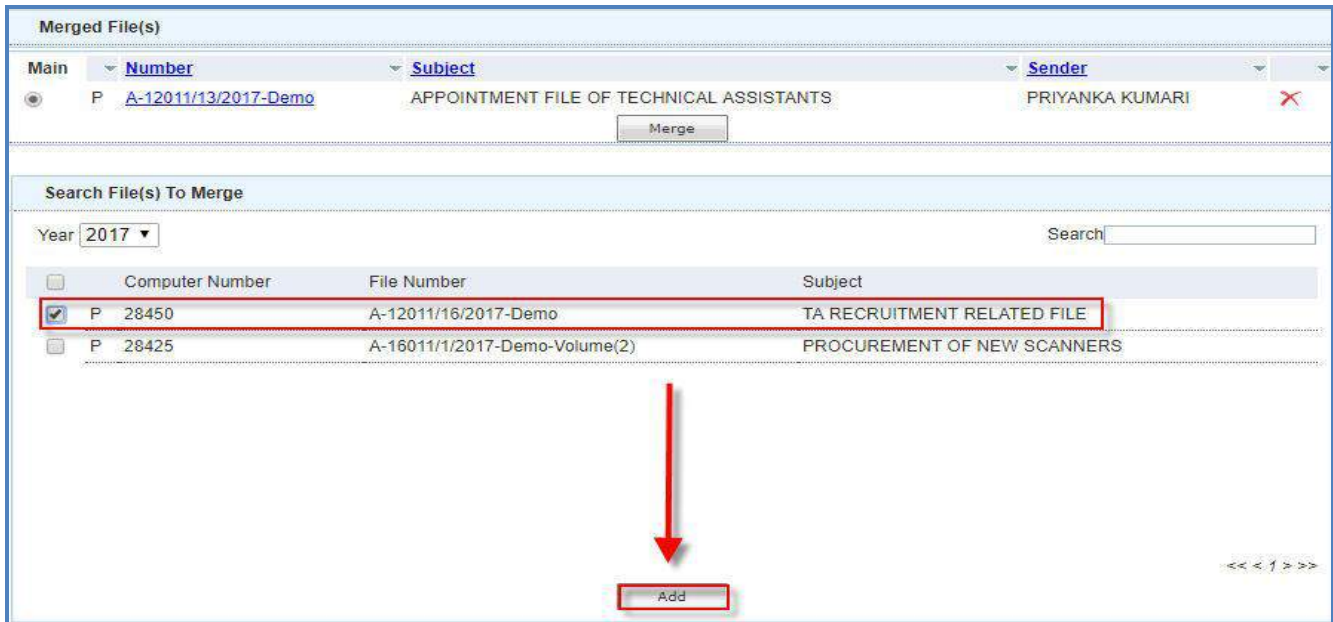 Merged File(s)
Main Number Subject Sender
P A-12011/13/2017-Demo APPOINTMENT FILE OF TECHNICAL ASSISTANTS PRIYANKA KUMARI
Merge
Search File(s) To Merge
Year 2017 Search
Computer Number File Number Subject
P 28450 A-12011/16/2017-Demo TA RECRUITMENT RELATED FILE
P 28425 A-16011/1/2017-Demo-Volume(2) PROCUREMENT OF NEW SCANNERS
<< < 1 > >>
Add